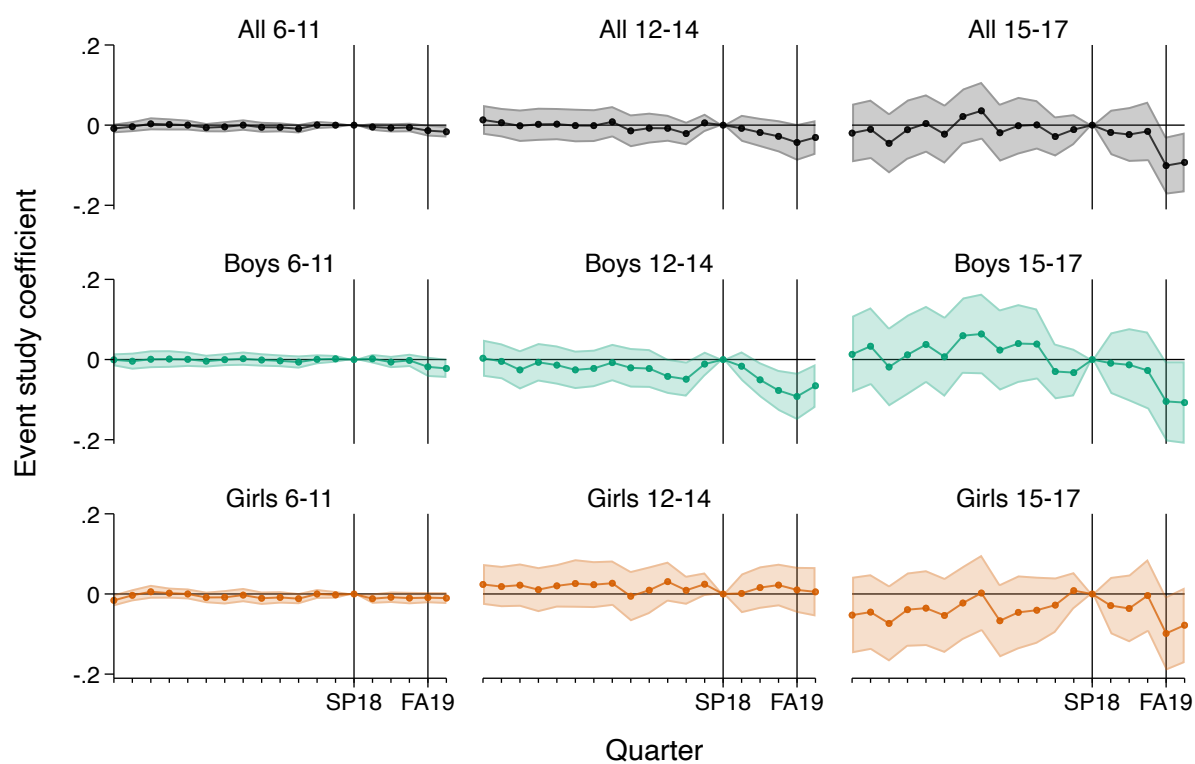 All 6-11
All 12-14
All 15-17
.2
0
-.2
Boys 6-11
Boys 12-14
Boys 15-17
.2
0
-.2
Girls 6-11
Girls 12-14
Girls 15-17
.2
0
-.2
Event study coefficient
SP18 FA19
SP18 FA19
SP18 FA19
Quarter